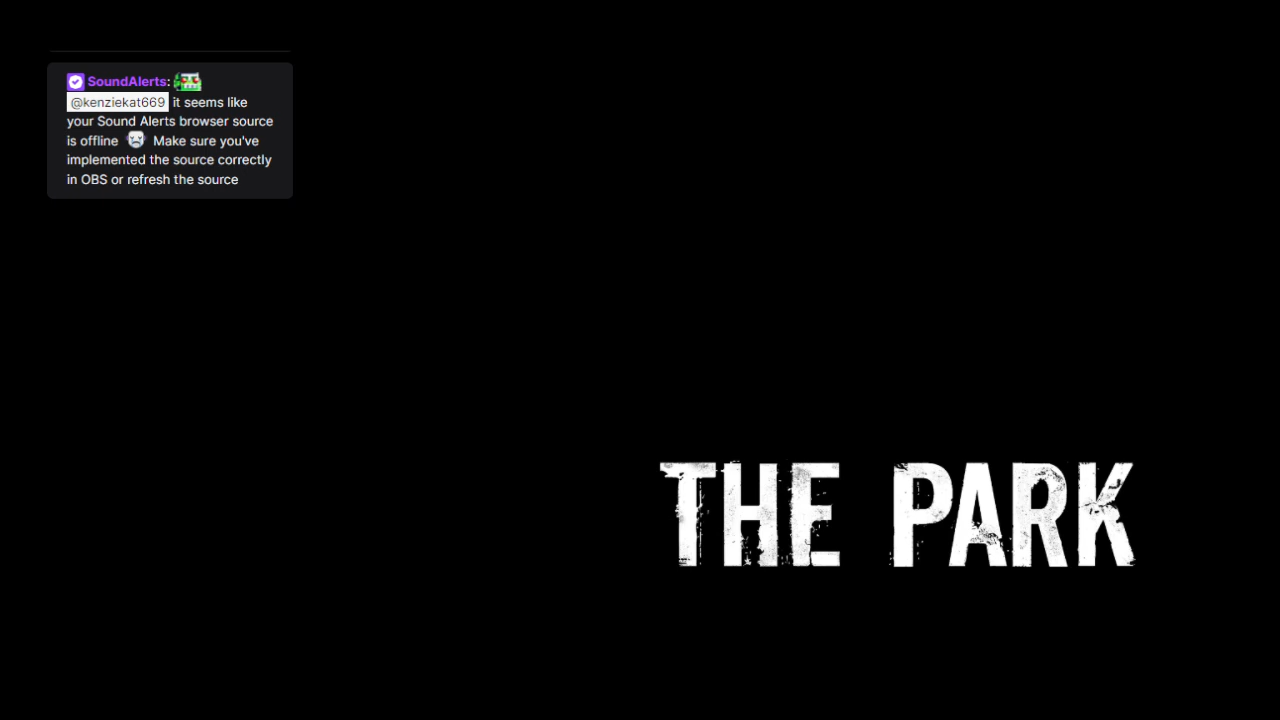 SoundAlerts:
@kenziekat669 it seems like
your Sound Alerts browser source
is offline Make sure you've
implemented the source correctly
in OBS or refresh the source
THE PARK